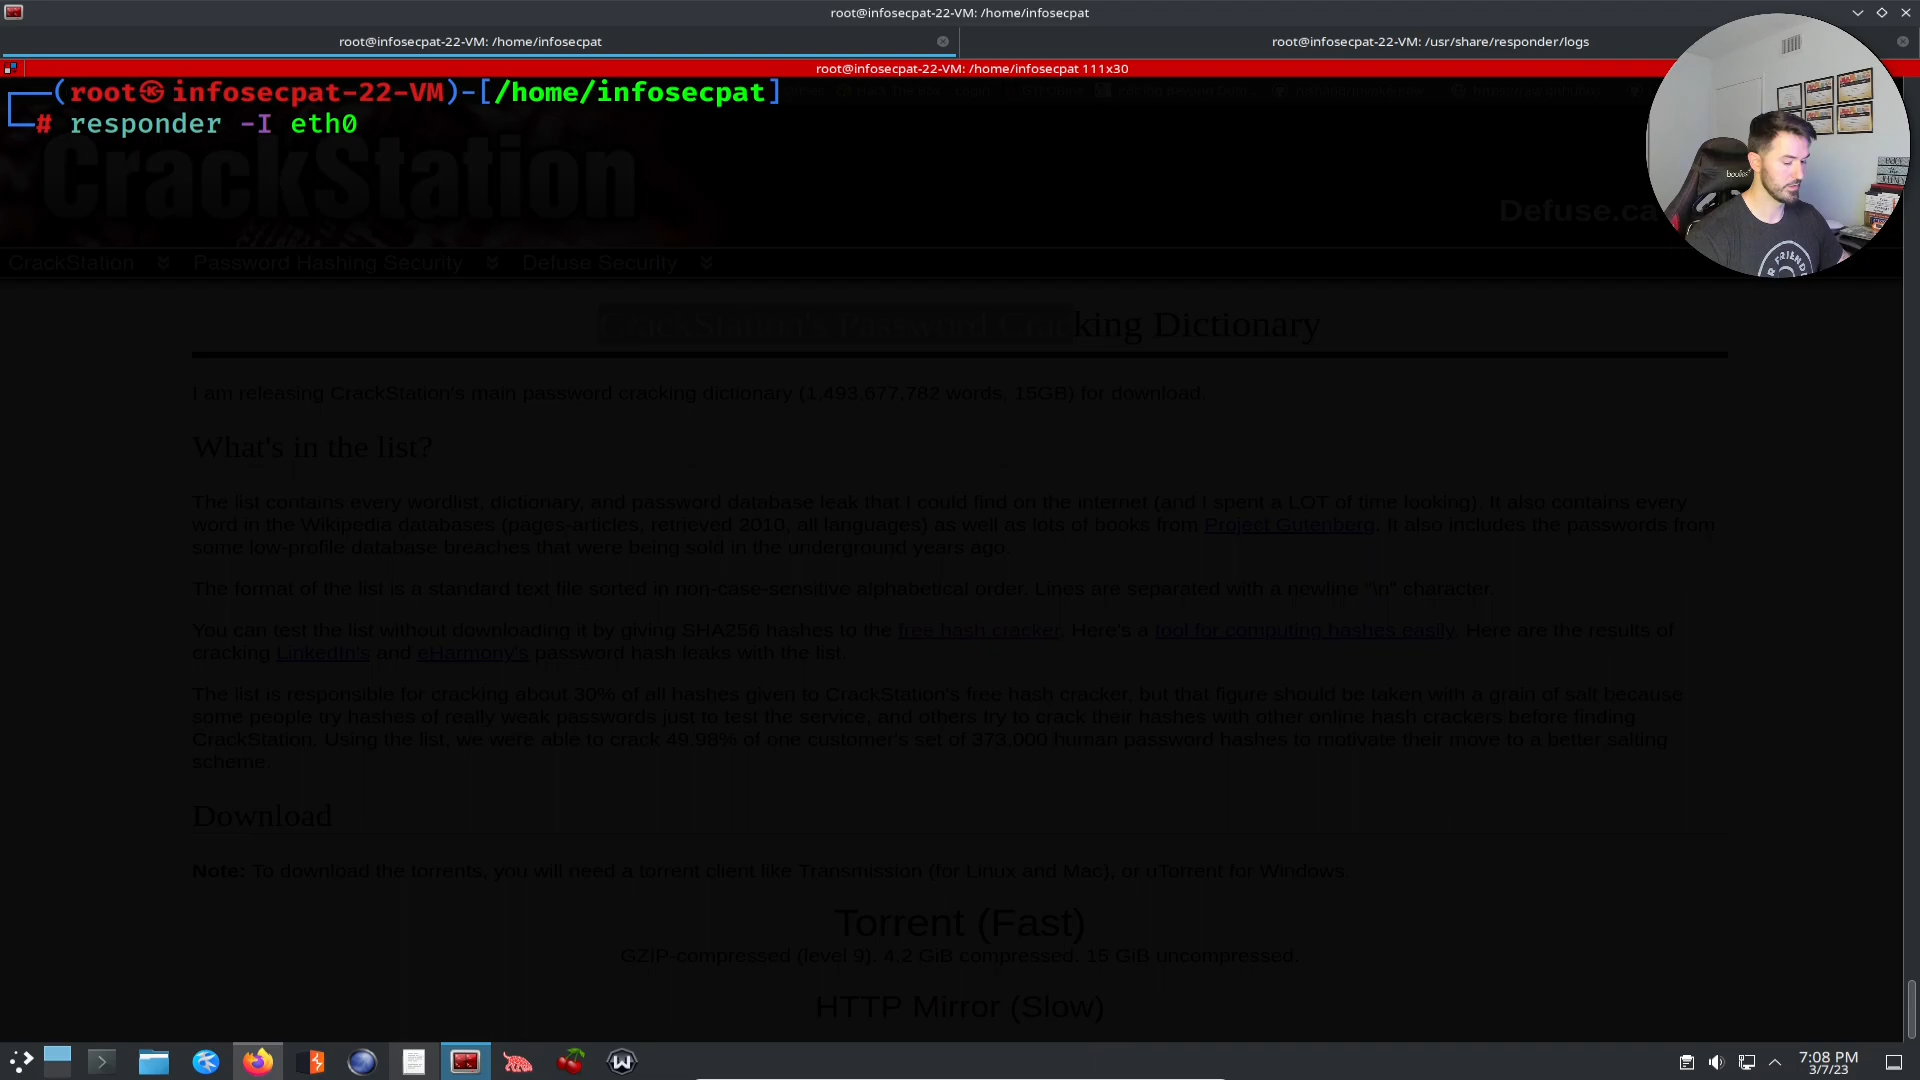 root@infosecpat-22-VM: /home/infosecpat
root@infosecpat-22-VM: /home/infosecpat
root@infosecpat-22-VM: /usr/share/responder/logs
root@infosecpat-22-VM: /home/infosecpat 111x30
(root㉿infosecpat-22-VM)-[/home/infosecpat]
# responder -I eth0
CrackStation
Defuse.ca
CrackStation Password Hashing Security Defuse Security
CrackStation's Password Cracking Dictionary
I am releasing CrackStation's main password cracking dictionary (1,493,677,782 words, 15GB) for download.
What's in the list?
The list contains every wordlist, dictionary, and password database leak that I could find on the internet (and I spent a LOT of time looking). It also contains every
word in the Wikipedia databases (pages-articles, retrieved 2010, all languages) as well as lots of books from Project Gutenberg. It also includes the passwords from
some low-profile database breaches that were being sold in the underground years ago.
The format of the list is a standard text file sorted in non-case-sensitive alphabetical order. Lines are separated with a newline "\n" character.
You can test the list without downloading it by giving SHA256 hashes to the free hash cracker. Here's a tool for computing hashes easily. Here are the results of
cracking LinkedIn's and eHarmony's password hash leaks with the list.
The list is responsible for cracking about 30% of all hashes given to CrackStation's free hash cracker, but that figure should be taken with a grain of salt because
some people try hashes of really weak passwords just to test the service, and others try to crack their hashes with other online hash crackers before finding
CrackStation. Using the list, we were able to crack 49.98% of one customer's set of 373,000 human password hashes to motivate their move to a better salting
scheme.
Download
Note: To download the torrents, you will need a torrent client like Transmission (for Linux and Mac), or uTorrent for Windows.
Torrent (Fast)
GZIP-compressed (level 9). 4.2 GiB compressed. 15 GiB uncompressed.
HTTP Mirror (Slow)
7:08 PM
3/7/23